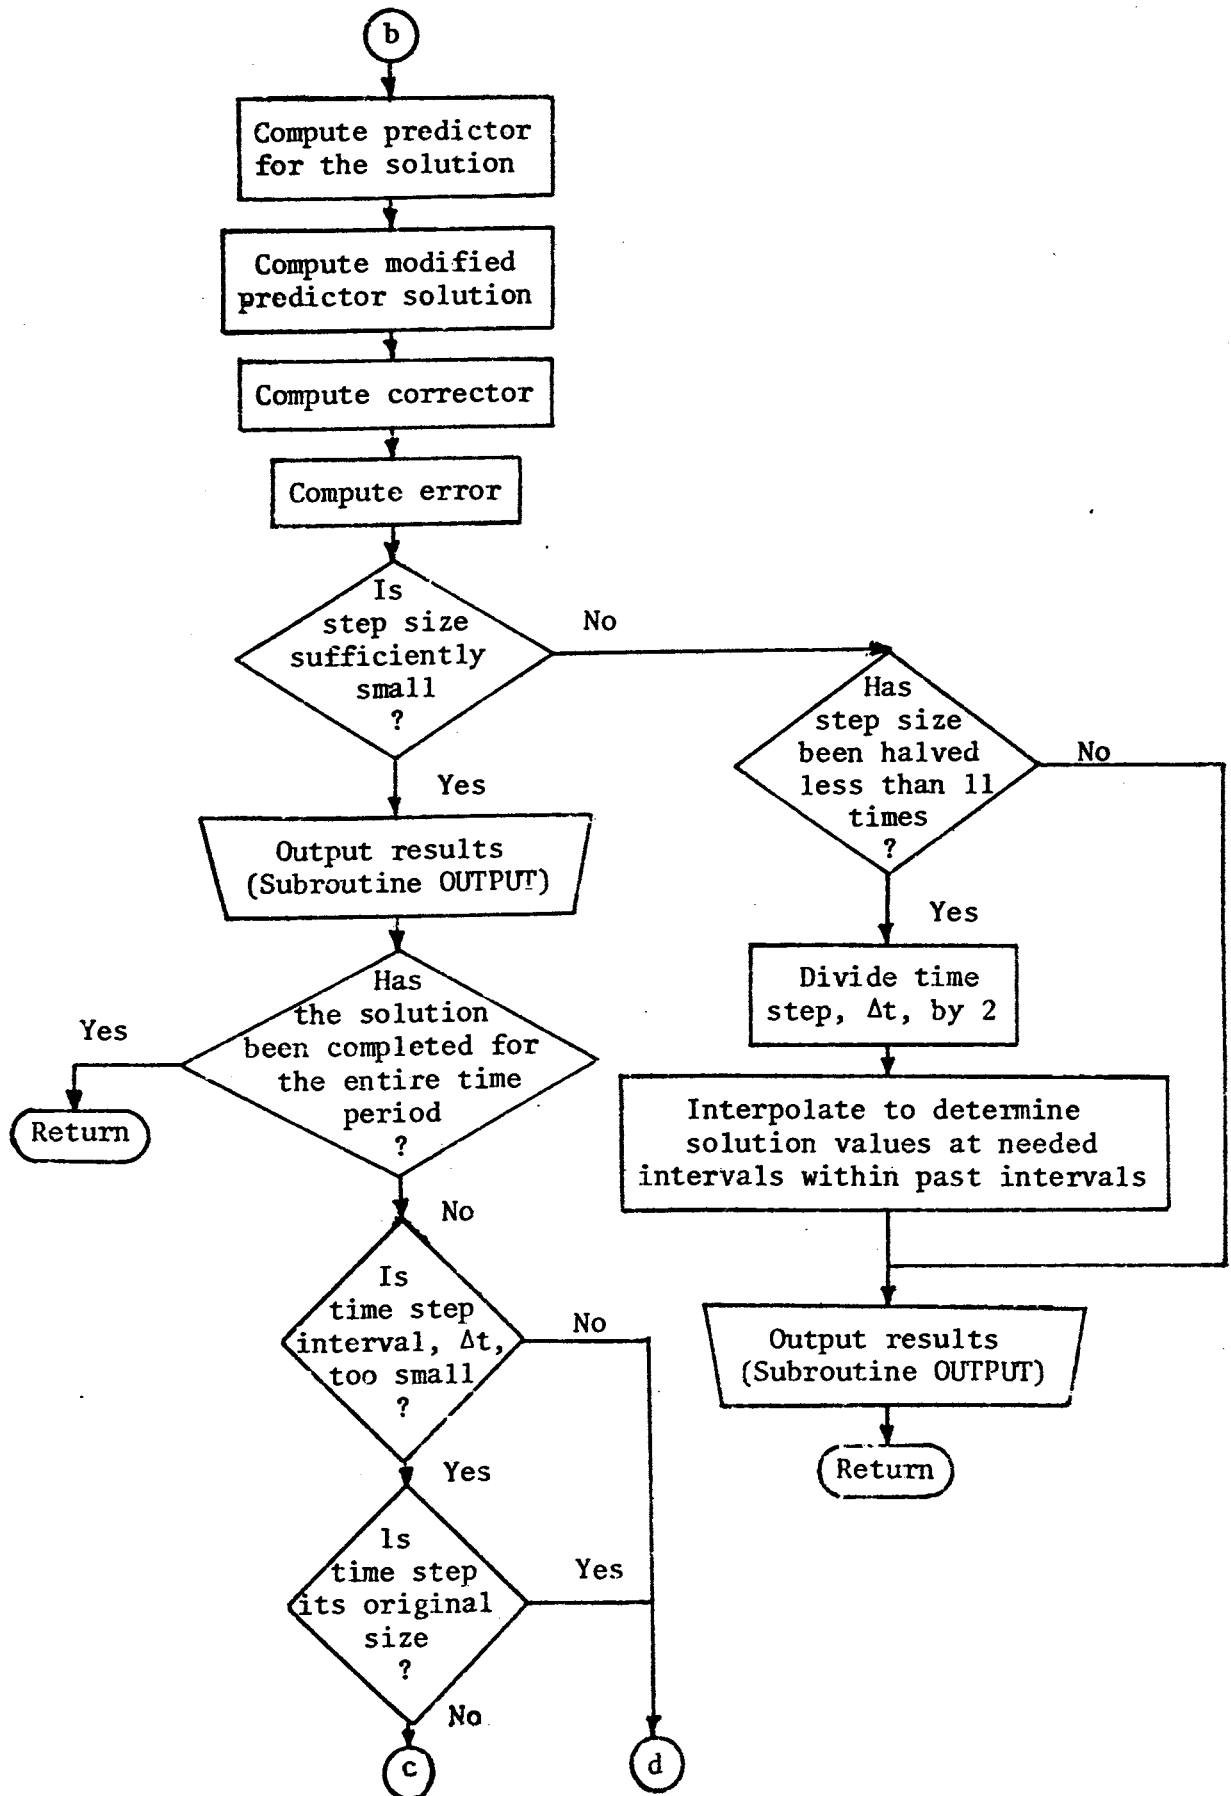 b
Compute predictor
for the solution
Compute modified
predictor solution
Compute corrector
Compute error
Is
step size
sufficiently
small
?
No
Yes
Has
step size
been halved
less than 11
times
?
No
Yes
Output results
(Subroutine OUTPUT)
Divide time
step, Δt, by 2
Has
the solution
been completed for
the entire time
period
?
Yes
Return
No
Interpolate to determine
solution values at needed
intervals within past intervals
Is
time step
interval, Δt,
too small
?
No
Yes
Output results
(Subroutine OUTPUT)
Return
Is
time step
its original
size
?
Yes
No
c
d